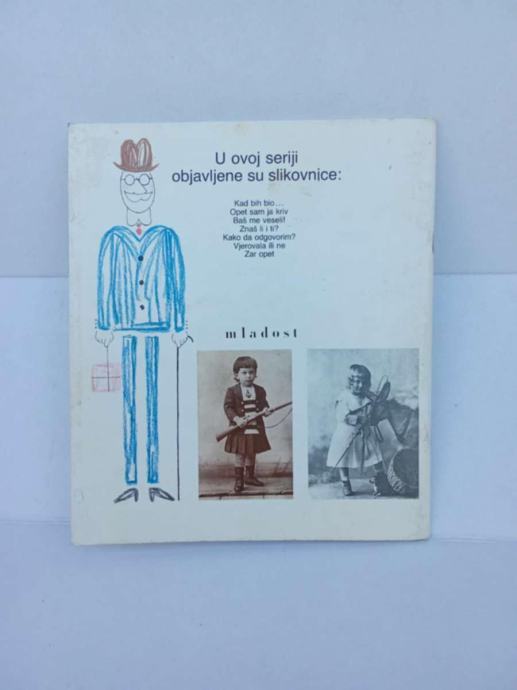 U ovoj seriji
objavljene su slikovnice:
Kad bih bio...
Opet sam ja kriv
Baš me veseli!
Znaš li i ti?
Kako da odgovorim?
Vjerovala ili ne
Zar opet
mladost